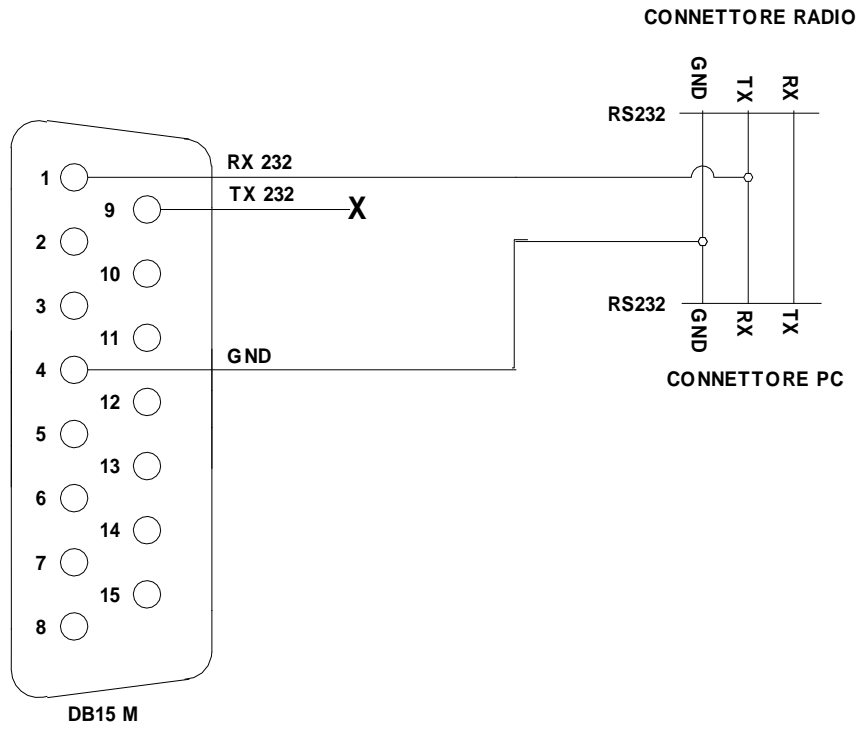 CONNETTORE RADIO
GND TX RX
RS232
1 RX 232
9 TX 232 X
2
10
3
RS232
11
GND RX TX
4 GND
CONNETTORE PC
12
5
13
6
14
7
15
8
DB15 M